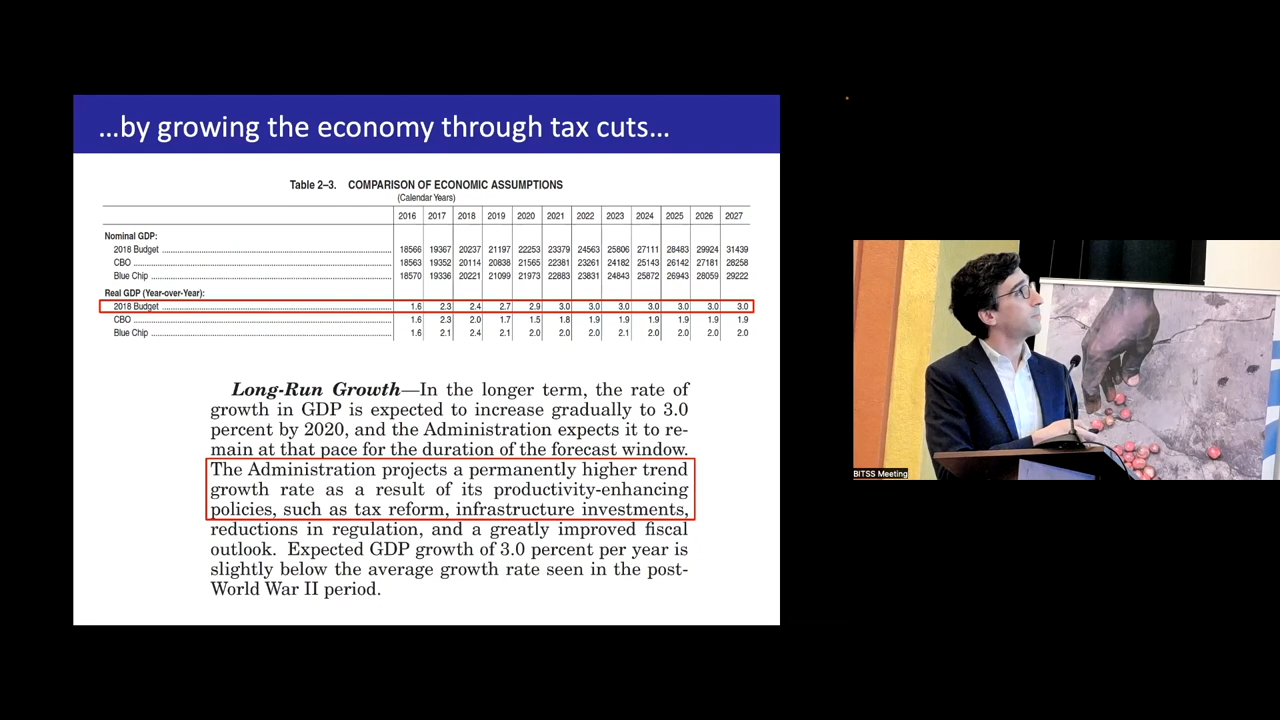 …by growing the economy through tax cuts…
Table 2–3. COMPARISON OF ECONOMIC ASSUMPTIONS
(Calendar Years)
2016 2017 2018 2019 2020 2021 2022 2023 2024 2025 2026 2027
Nominal GDP:
2018 Budget 18566 19367 20237 21197 22253 23379 24563 25806 27111 28483 29924 31439
CBO 18563 19352 20114 20838 21565 22381 23261 24182 25143 26142 27181 28258
Blue Chip 18570 19336 20221 21099 21973 22883 23831 24843 25872 26943 28059 29222
Real GDP (Year-over-Year):
2018 Budget 1.6 2.3 2.4 2.7 2.9 3.0 3.0 3.0 3.0 3.0 3.0 3.0
CBO 1.6 2.3 2.0 1.7 1.5 1.8 1.9 1.9 1.9 1.9 1.9 1.9
Blue Chip 1.6 2.1 2.4 2.1 2.0 2.0 2.0 2.1 2.0 2.0 2.0 2.0
Long-Run Growth—In the longer term, the rate of
growth in GDP is expected to increase gradually to 3.0
percent by 2020, and the Administration expects it to re-
main at that pace for the duration of the forecast window.
The Administration projects a permanently higher trend
growth rate as a result of its productivity-enhancing
policies, such as tax reform, infrastructure investments,
reductions in regulation, and a greatly improved fiscal
outlook. Expected GDP growth of 3.0 percent per year is
slightly below the average growth rate seen in the post-
World War II period.
BITSS Meeting